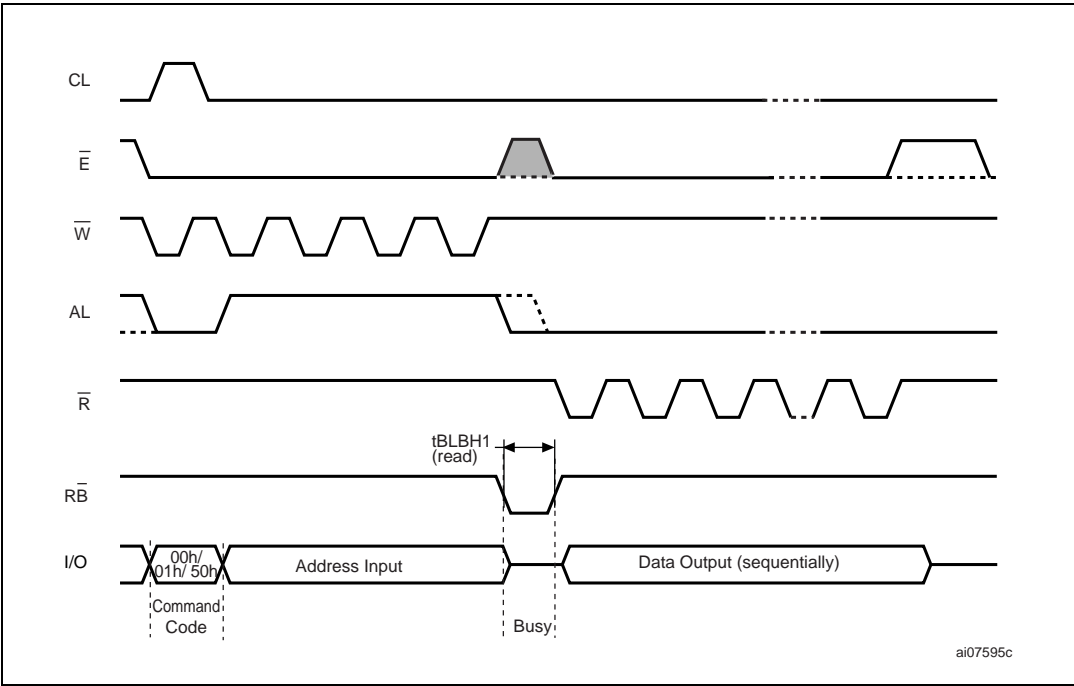 CL
E̅
W̅
AL
R̅
tBLBH1
(read)
RB̅
I/O
00h/
01h/ 50h
Address Input
Data Output (sequentially)
Command
Code
Busy
ai07595c